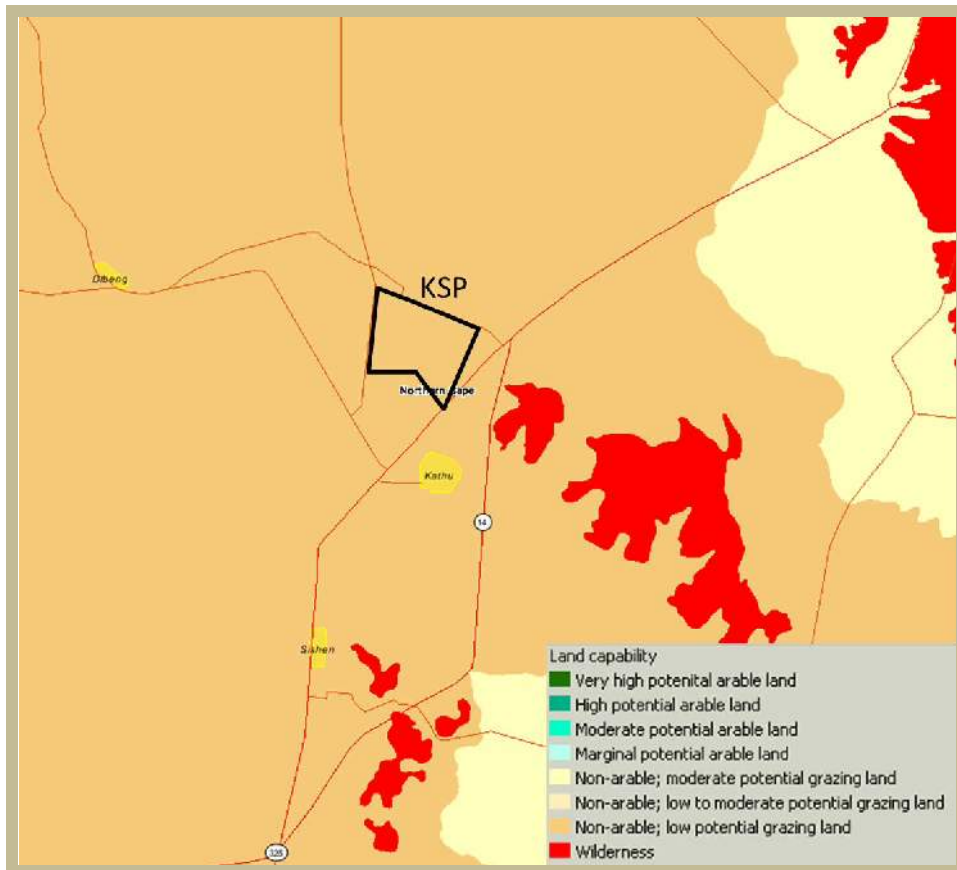 Dibeng
KSP
Northern Cape
Kathu
14
Sishen
325
Land capability
Very high potenital arable land
High potential arable land
Moderate potential arable land
Marginal potential arable land
Non-arable; moderate potential grazing land
Non-arable; low to moderate potential grazing land
Non-arable; low potential grazing land
Wilderness